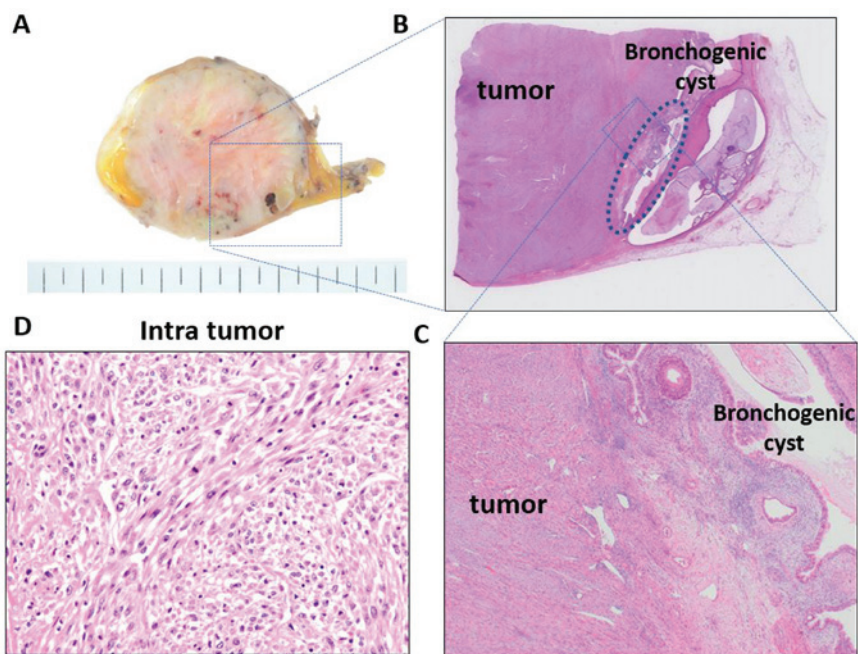 A
B
Bronchogenic
cyst
tumor
D
Intra tumor
C
Bronchogenic
cyst
tumor